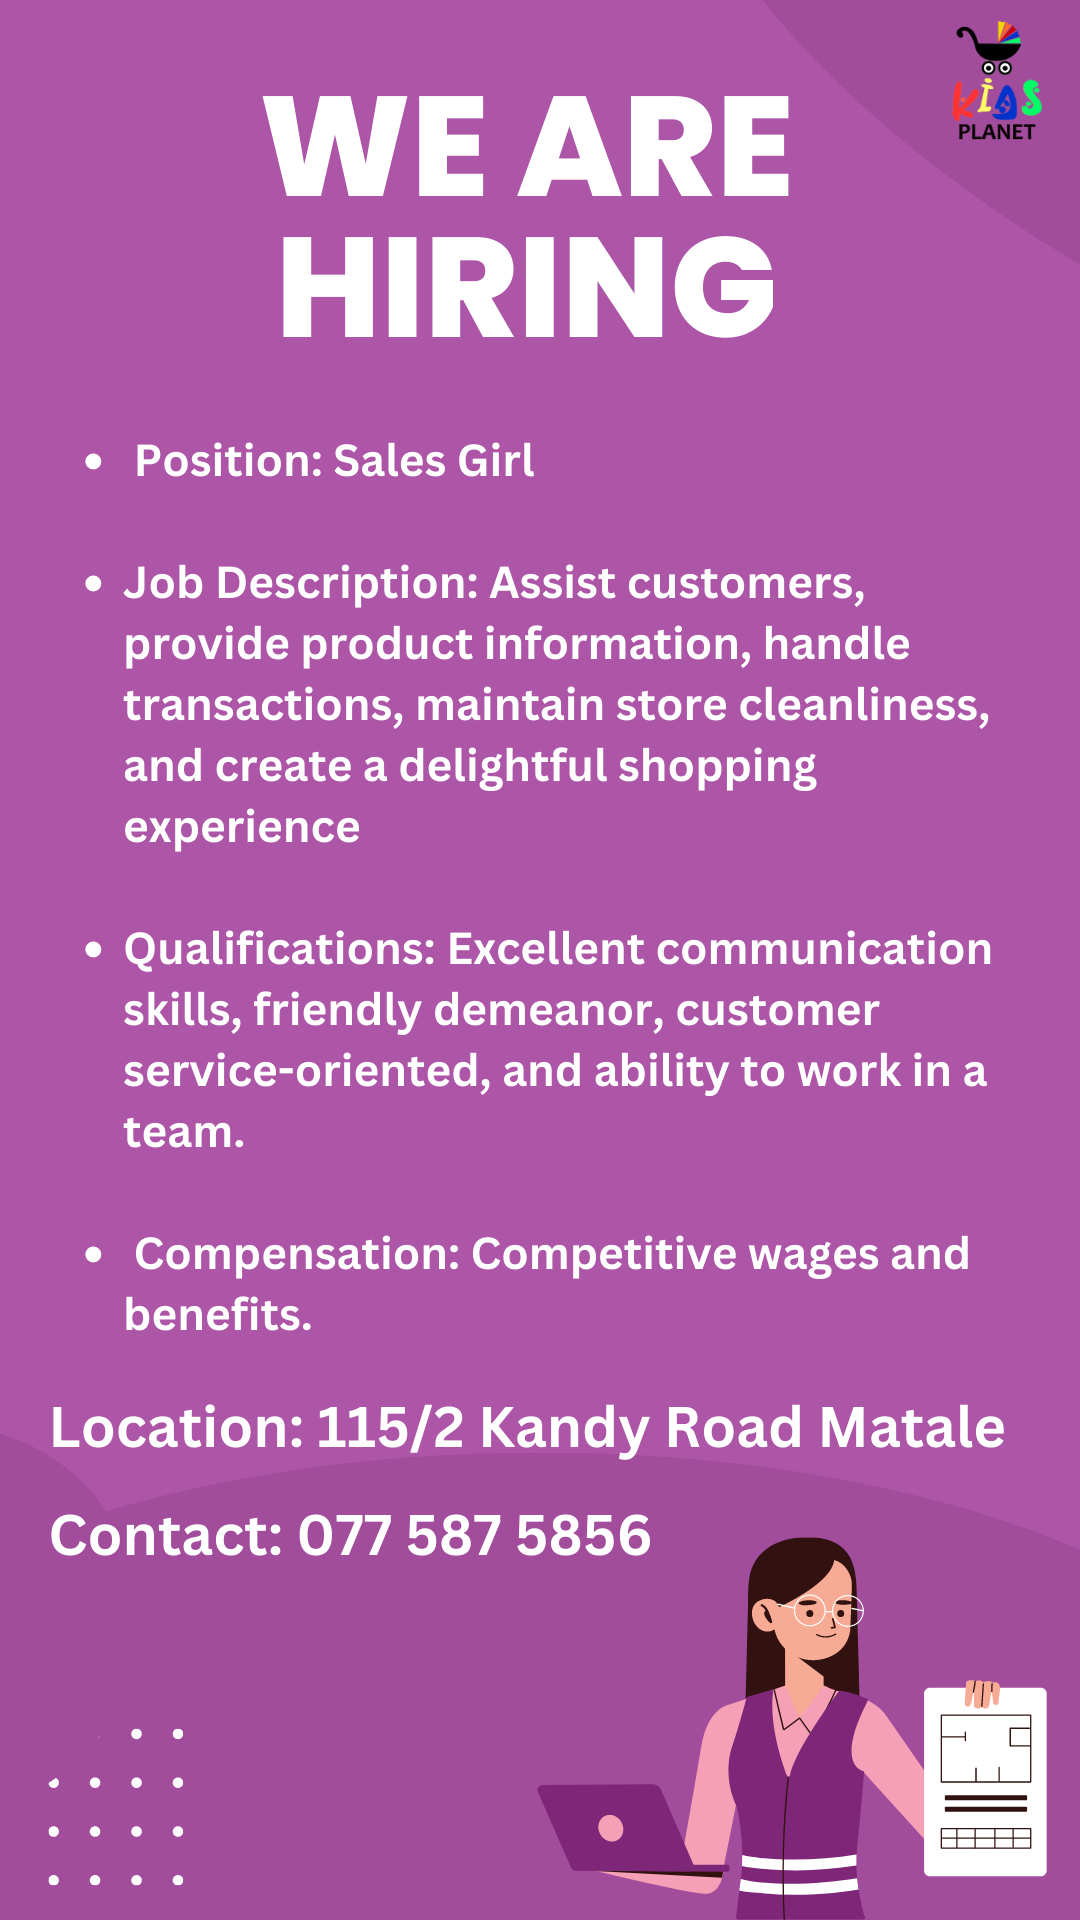 KIDS
PLANET
WE ARE
HIRING
• Position: Sales Girl
• Job Description: Assist customers,
provide product information, handle
transactions, maintain store cleanliness,
and create a delightful shopping
experience
• Qualifications: Excellent communication
skills, friendly demeanor, customer
service-oriented, and ability to work in a
team.
• Compensation: Competitive wages and
benefits.
Location: 115/2 Kandy Road Matale
Contact: 077 587 5856